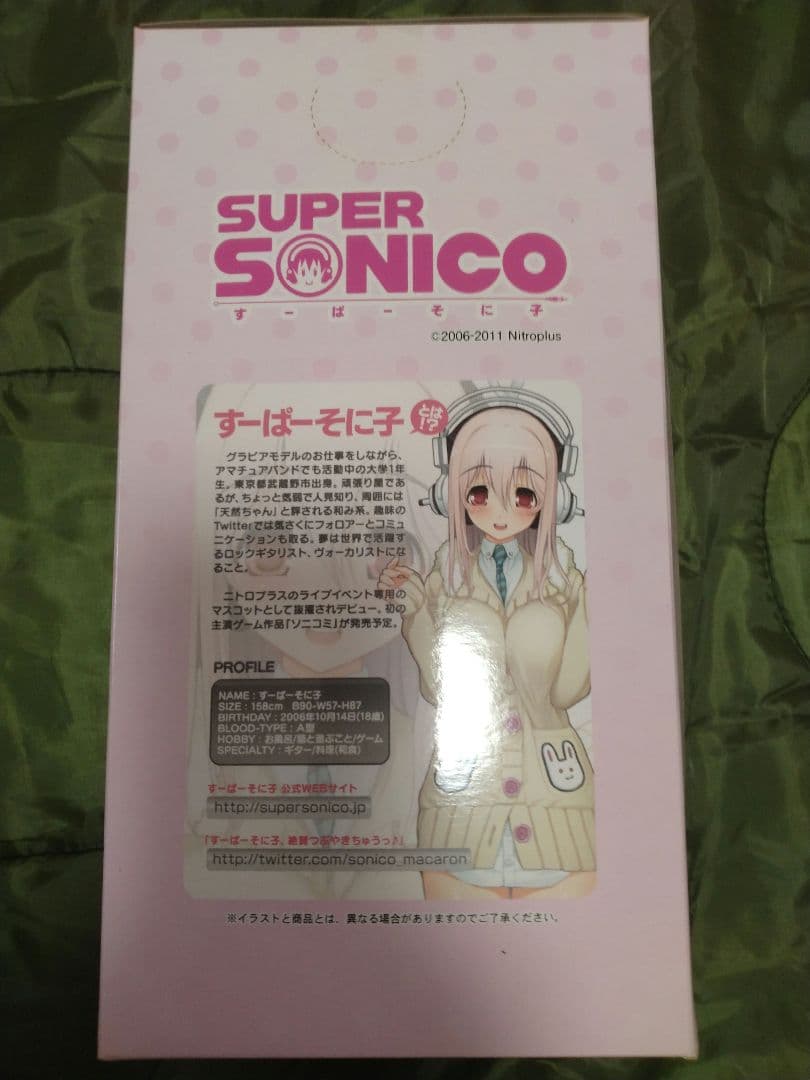 SUPER
SONICO
すーぱーそに子
©2006-2011 Nitroplus
すーぱーそに子とは!?
グラビアモデルのお仕事をしながら、
アマチュアバンドでも活動中の大学1年
生。東京都武蔵野市出身。頑張り屋であ
るが、ちょっと気弱で人見知り、周囲には
「天然ちゃん」と評される和み系。趣味の
Twitterでは気さくにフォロアーとコミュ
ニケーションも取る。夢は世界で活躍す
るロックギタリスト、ヴォーカリストにな
ること。
ニトロプラスのライブイベント専用の
マスコットとして抜擢されデビュー。初の
主演ゲーム作品「ソニコミ」が発売予定。
PROFILE
NAME：すーぱーそに子
SIZE：158cm B90-W57-H87
BIRTHDAY：2006年10月14日(18歳)
BLOOD-TYPE：A型
HOBBY：お風呂/猫と遊ぶこと/ゲーム
SPECIALTY：ギター/料理(和食)
すーぱーそに子 公式WEBサイト
http://supersonico.jp
「すーぱーそに子、絶賛つぶやきちゅうっ♪」
http://twitter.com/sonico_macaron
※イラストと商品とは、異なる場合がありますのでご了承ください。